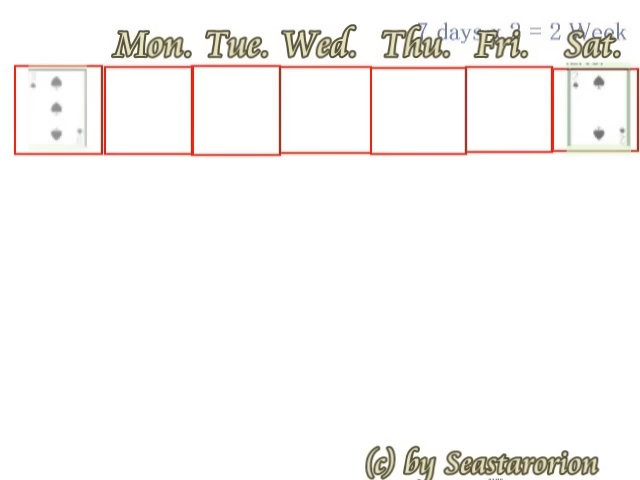 7 days x 2 = 2 Week
Mon. Tue. Wed. Thu. Fri. Sat.
(c) by Seastarorion